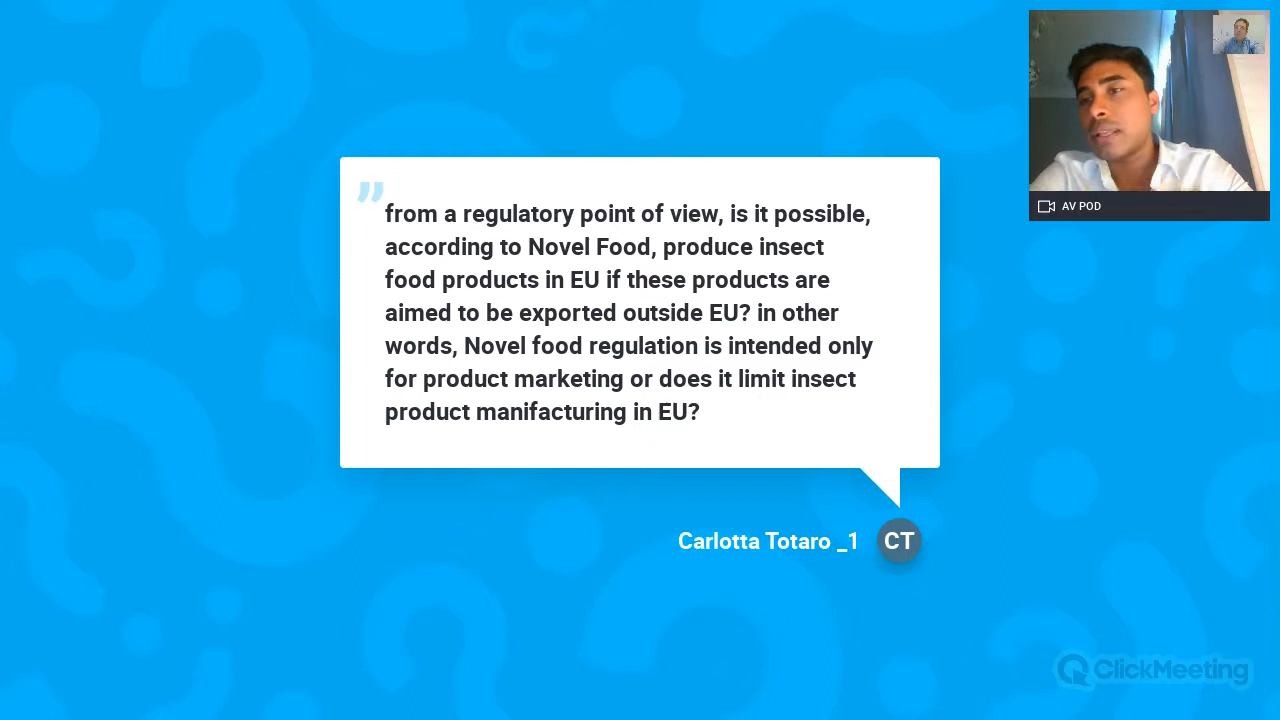 AV POD
”
from a regulatory point of view, is it possible,
according to Novel Food, produce insect
food products in EU if these products are
aimed to be exported outside EU? in other
words, Novel food regulation is intended only
for product marketing or does it limit insect
product manifacturing in EU?
Carlotta Totaro _1 CT
ClickMeeting